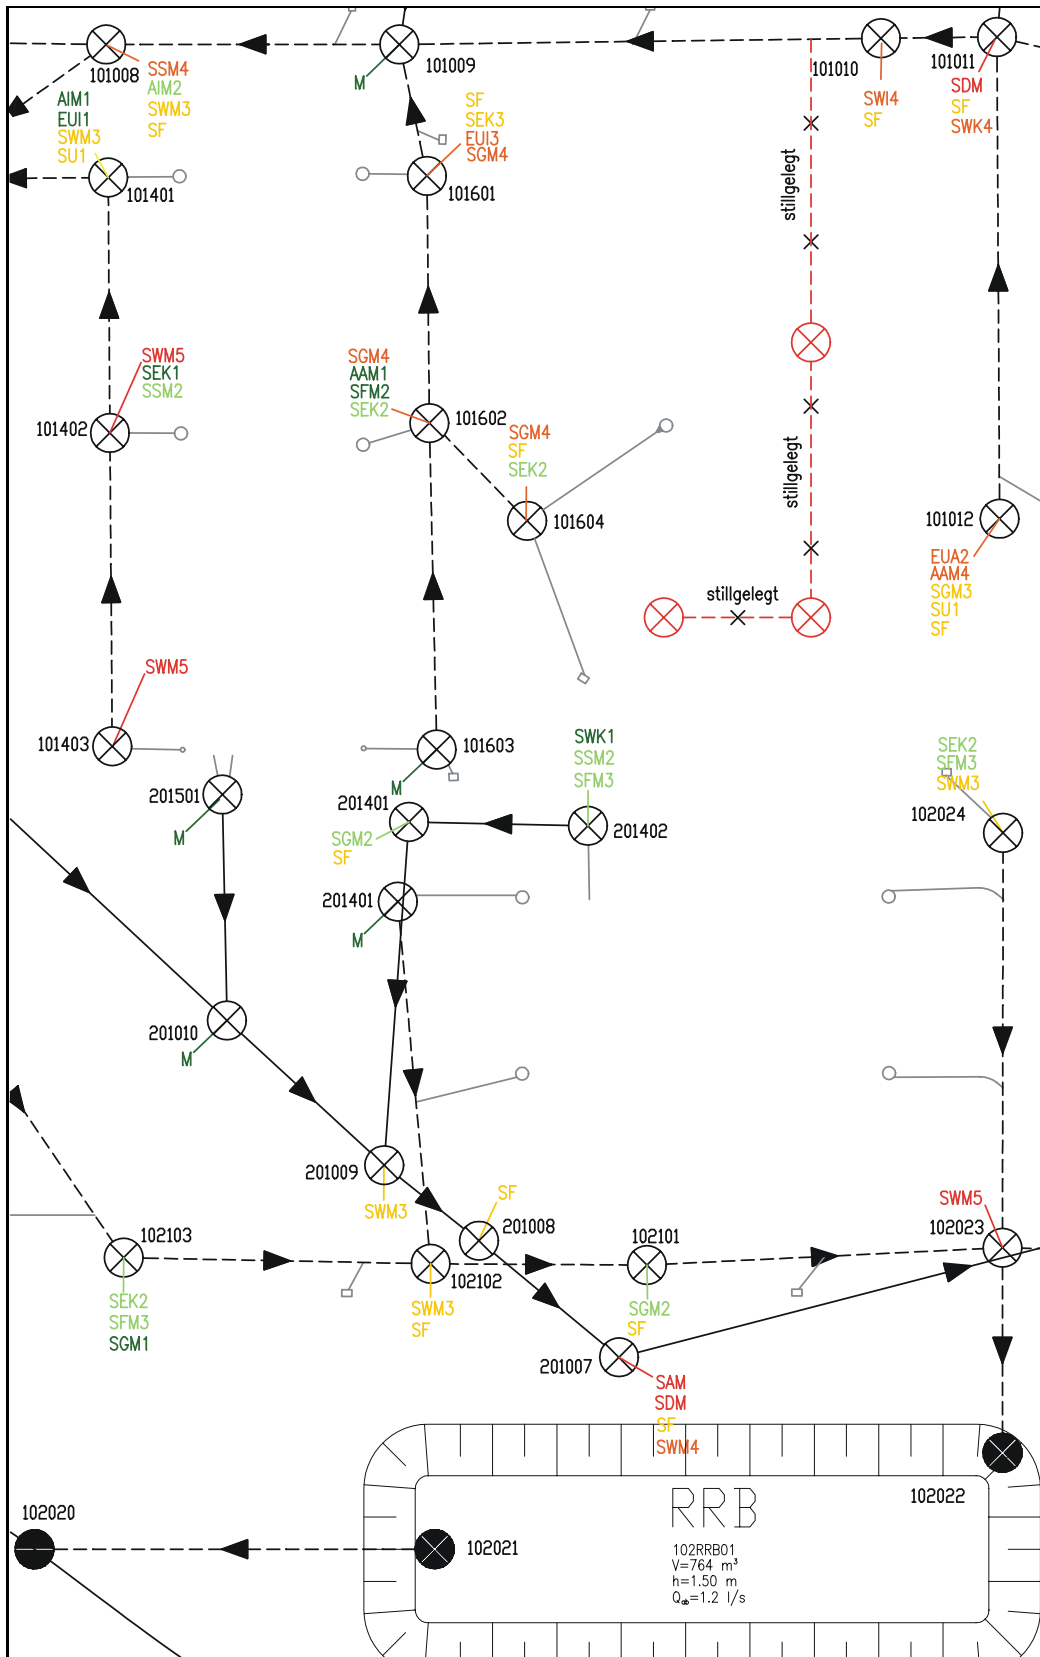 101008
SSM4
AIM2
SWM3
SF
101009
M
101010
SWI4
SF
101011
SDM
SF
SWK4
AIM1
EUI1
SWM3
SU1
101401
SF
SEK3
EUI3
SGM4
101601
stillgelegt
SWM5
SEK1
SSM2
101402
SGM4
AAM1
SFM2
SEK2
101602
SGM4
SF
SEK2
101604
stillgelegt
101012
EUA2
AAM4
SGM3
SU1
SF
stillgelegt
SWM5
101403
101603
M
SWK1
SSM2
SFM3
SEK2
SFM3
SWM3
201501
M
201401
SGM2
SF
201402
102024
201401
M
201010
M
201009
SWM3
SF
201008
SWM5
102023
102103
SEK2
SFM3
SGM1
102102
SWM3
SF
102101
SGM2
SF
201007
SAM
SDM
SF
SWM4
102022
RRB
102RRB01
V=764 m³
h=1.50 m
Qab=1.2 l/s
102020
102021